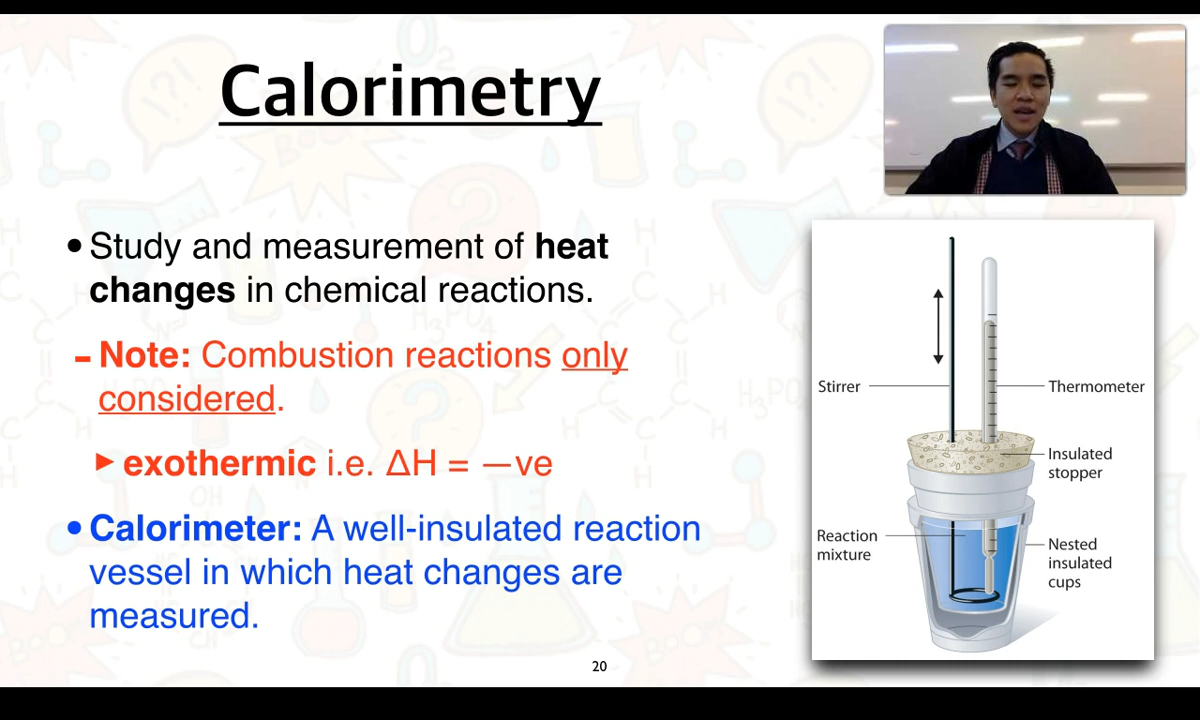 Calorimetry
• Study and measurement of heat
changes in chemical reactions.
- Note: Combustion reactions only
considered.
▸ exothermic i.e. ΔH = —ve
• Calorimeter: A well-insulated reaction
vessel in which heat changes are
measured.
Stirrer
Thermometer
Insulated
stopper
Reaction
mixture
Nested
insulated
cups
20